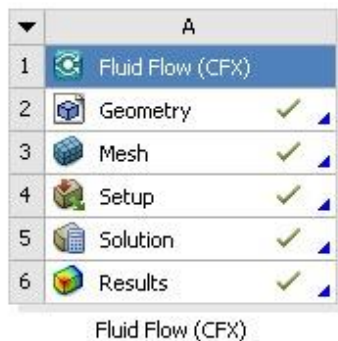 A
1 Fluid Flow (CFX)
2 Geometry
3 Mesh
4 Setup
5 Solution
6 Results
Fluid Flow (CFX)